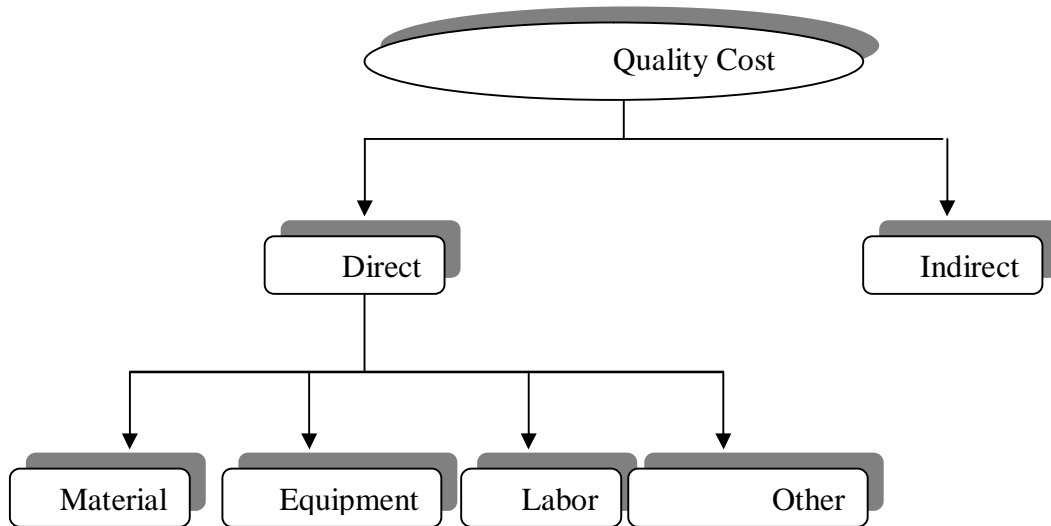 Quality Cost
Direct
Indirect
Material
Equipment
Labor
Other